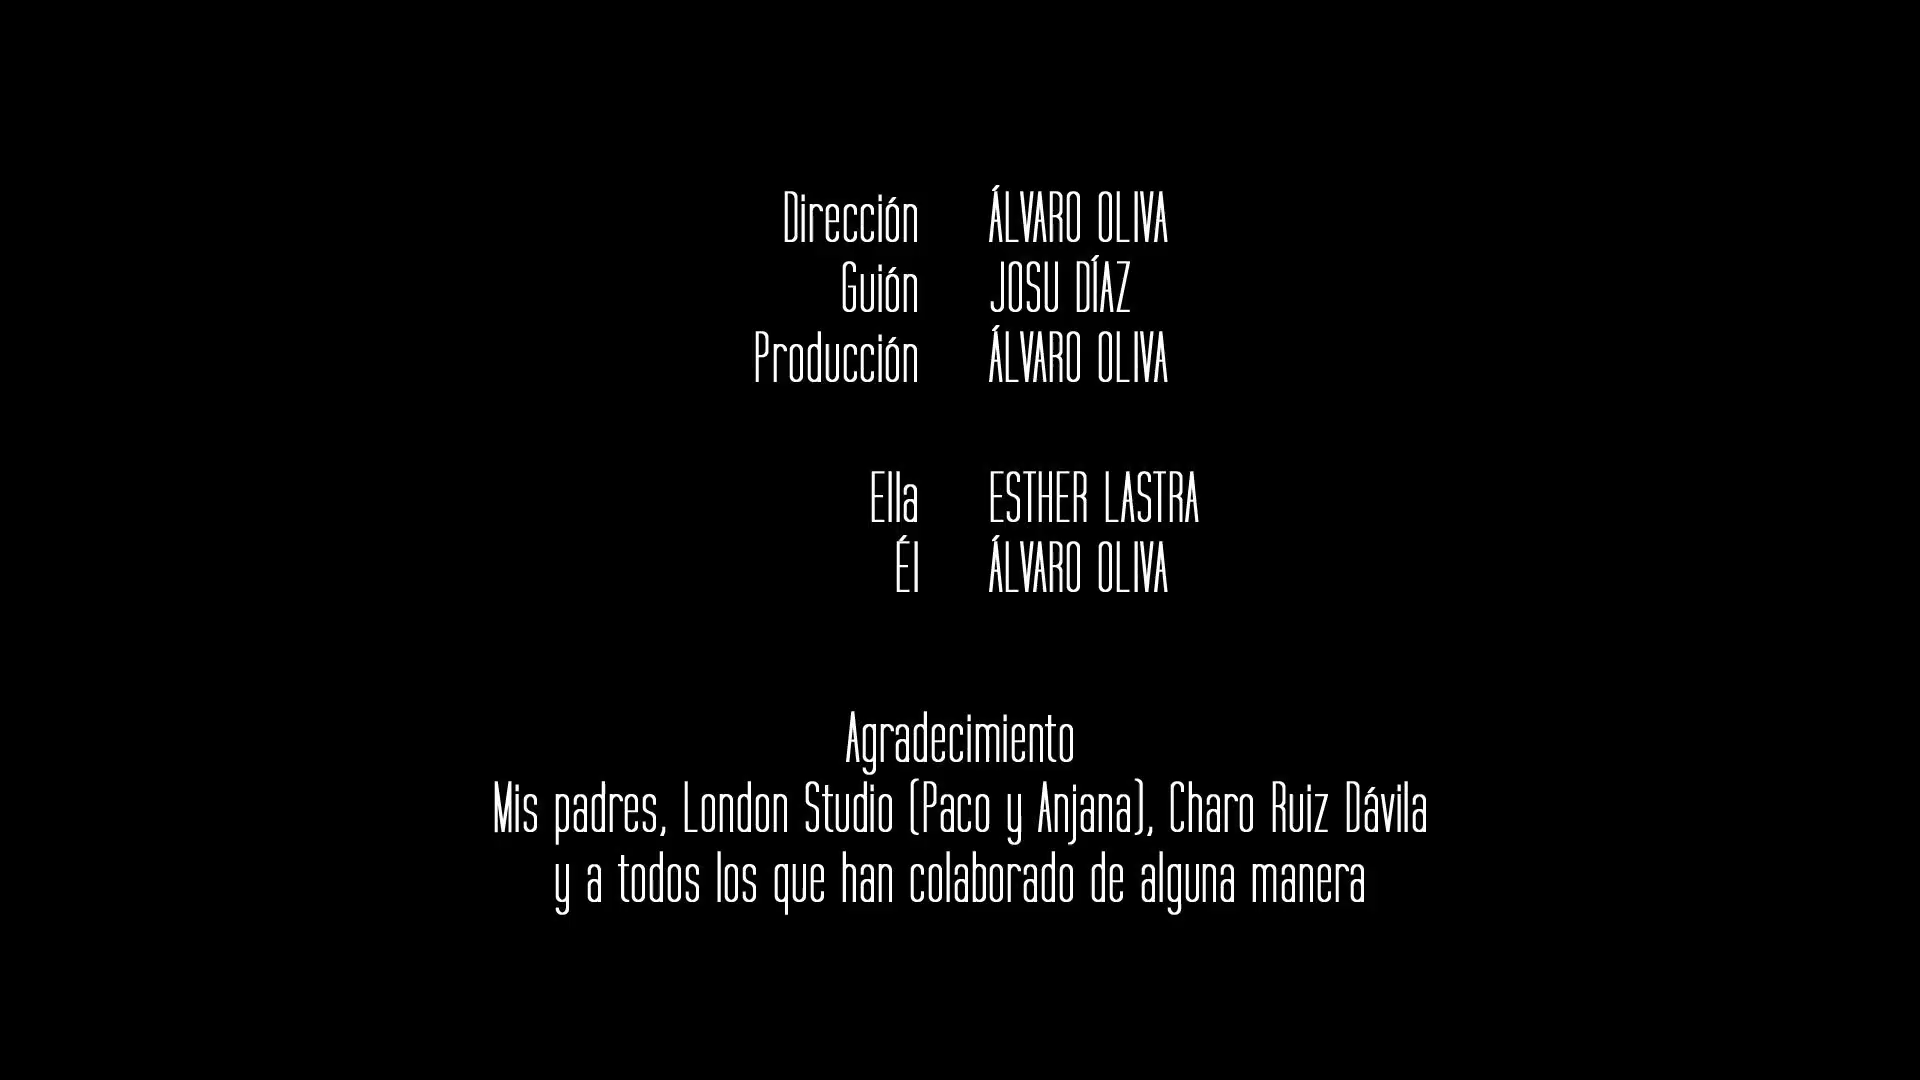 Dirección ÁLVARO OLIVA
Guión JOSU DÍAZ
Producción ÁLVARO OLIVA
Ella ESTHER LASTRA
Él ÁLVARO OLIVA
Agradecimiento
Mis padres, London Studio (Paco y Anjana), Charo Ruiz Dávila
y a todos los que han colaborado de alguna manera